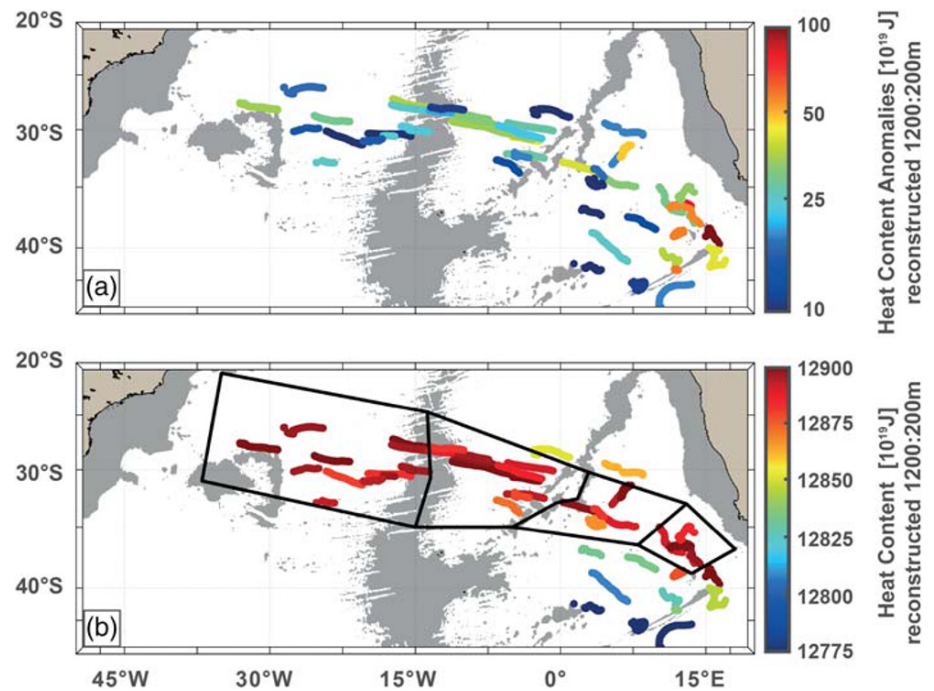 20°S
30°S
40°S
(a)
100
50
25
10
Heat Content Anomalies [10¹⁹ J]
reconstructed 1200:200m
20°S
30°S
40°S
(b)
45°W
30°W
15°W
0°
15°E
12900
12875
12850
12825
12800
12775
Heat Content [10¹⁹J]
reconstructed 1200:200m